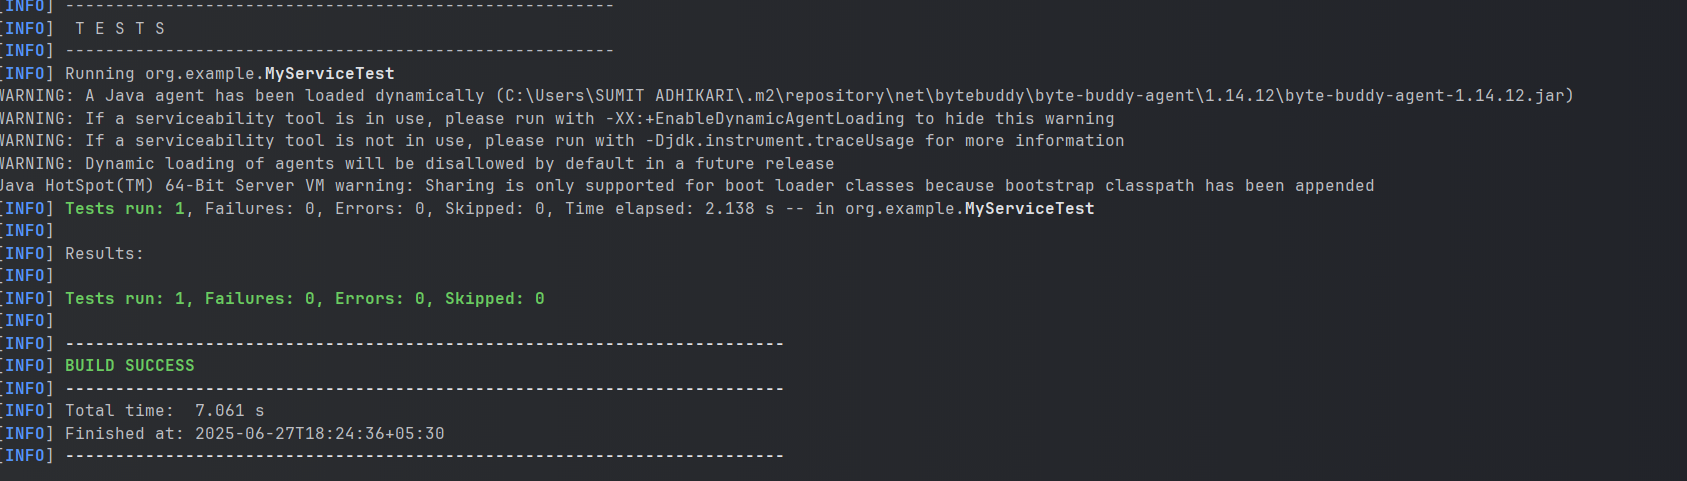 [INFO] -------------------------------------------------------
[INFO]  T E S T S
[INFO] -------------------------------------------------------
[INFO] Running org.example.MyServiceTest
WARNING: A Java agent has been loaded dynamically (C:\Users\SUMIT ADHIKARI\.m2\repository\net\bytebuddy\byte-buddy-agent\1.14.12\byte-buddy-agent-1.14.12.jar)
WARNING: If a serviceability tool is in use, please run with -XX:+EnableDynamicAgentLoading to hide this warning
WARNING: If a serviceability tool is not in use, please run with -Djdk.instrument.traceUsage for more information
WARNING: Dynamic loading of agents will be disallowed by default in a future release
Java HotSpot(TM) 64-Bit Server VM warning: Sharing is only supported for boot loader classes because bootstrap classpath has been appended
[INFO] Tests run: 1, Failures: 0, Errors: 0, Skipped: 0, Time elapsed: 2.138 s -- in org.example.MyServiceTest
[INFO]
[INFO] Results:
[INFO]
[INFO] Tests run: 1, Failures: 0, Errors: 0, Skipped: 0
[INFO]
[INFO] ------------------------------------------------------------------------
[INFO] BUILD SUCCESS
[INFO] ------------------------------------------------------------------------
[INFO] Total time:  7.061 s
[INFO] Finished at: 2025-06-27T18:24:36+05:30
[INFO] ------------------------------------------------------------------------